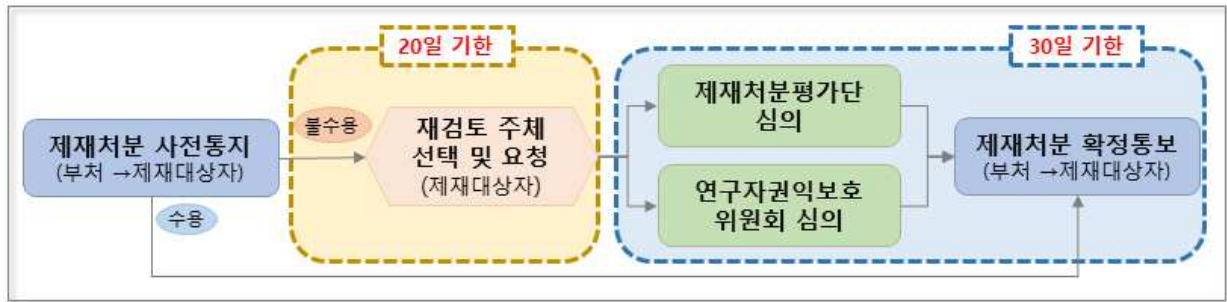 20일 기한
30일 기한
제재처분 사전통지
(부처 →제재대상자)
불수용
수용
재검토 주체
선택 및 요청
(제재대상자)
제재처분평가단
심의
연구자권익보호
위원회 심의
제재처분 확정통보
(부처 →제재대상자)